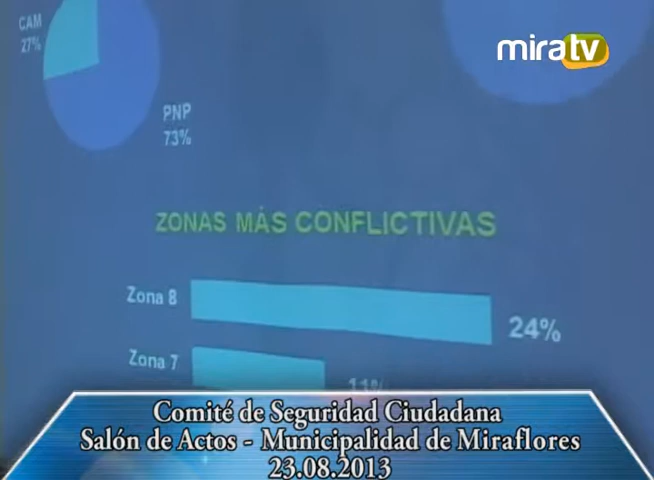 CAM
27%
miratv
PNP
73%
ZONAS MÁS CONFLICTIVAS
Zona 8
24%
Zona 7
11%
Comité de Seguridad Ciudadana
Salón de Actos - Municipalidad de Miraflores
23.08.2013